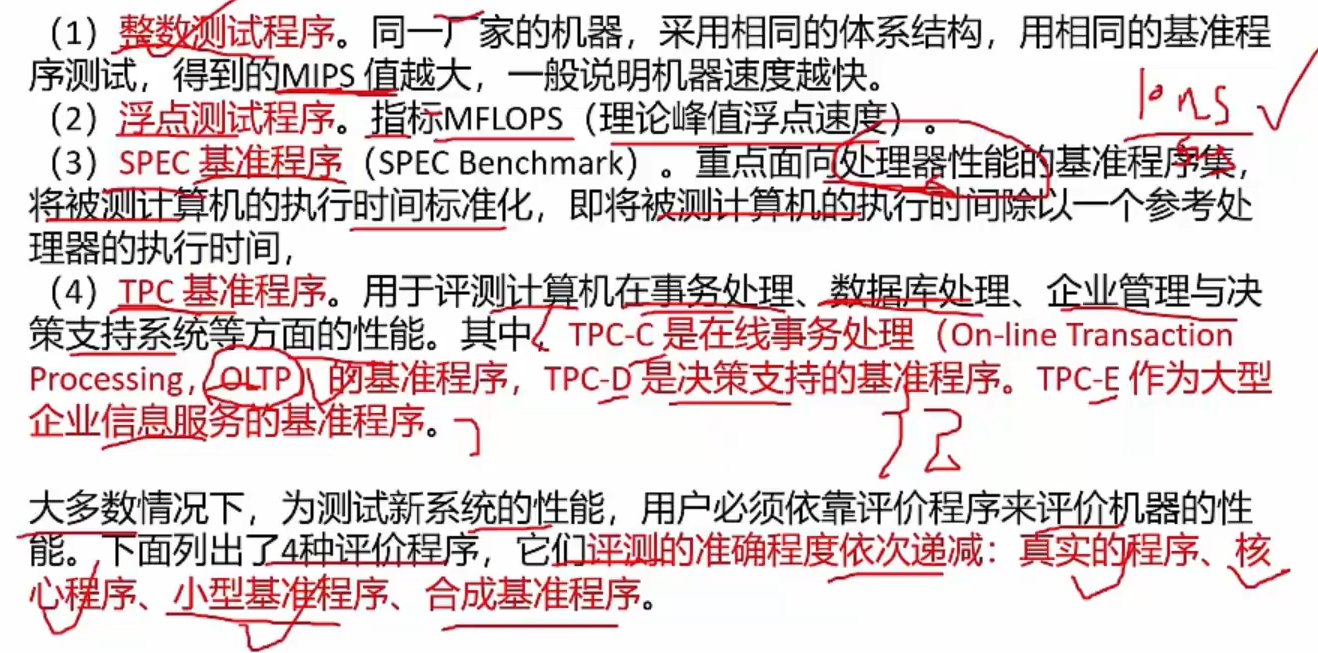 （1）整数测试程序。同一厂家的机器，采用相同的体系结构，用相同的基准程
序测试，得到的MIPS 值越大，一般说明机器速度越快。
（2）浮点测试程序。指标MFLOPS（理论峰值浮点速度）。
10ns
（3）SPEC 基准程序（SPEC Benchmark）。重点面向处理器性能的基准程序集，
将被测计算机的执行时间标准化，即将被测计算机的执行时间除以一个参考处
理器的执行时间，
（4）TPC 基准程序。用于评测计算机在事务处理、数据库处理、企业管理与决
策支持系统等方面的性能。其中，TPC-C 是在线事务处理（On-line Transaction
Processing，OLTP）的基准程序，TPC-D 是决策支持的基准程序。TPC-E 作为大型
企业信息服务的基准程序。
大多数情况下，为测试新系统的性能，用户必须依靠评价程序来评价机器的性
能。下面列出了4种评价程序，它们评测的准确程度依次递减：真实的程序、核
心程序、小型基准程序、合成基准程序。